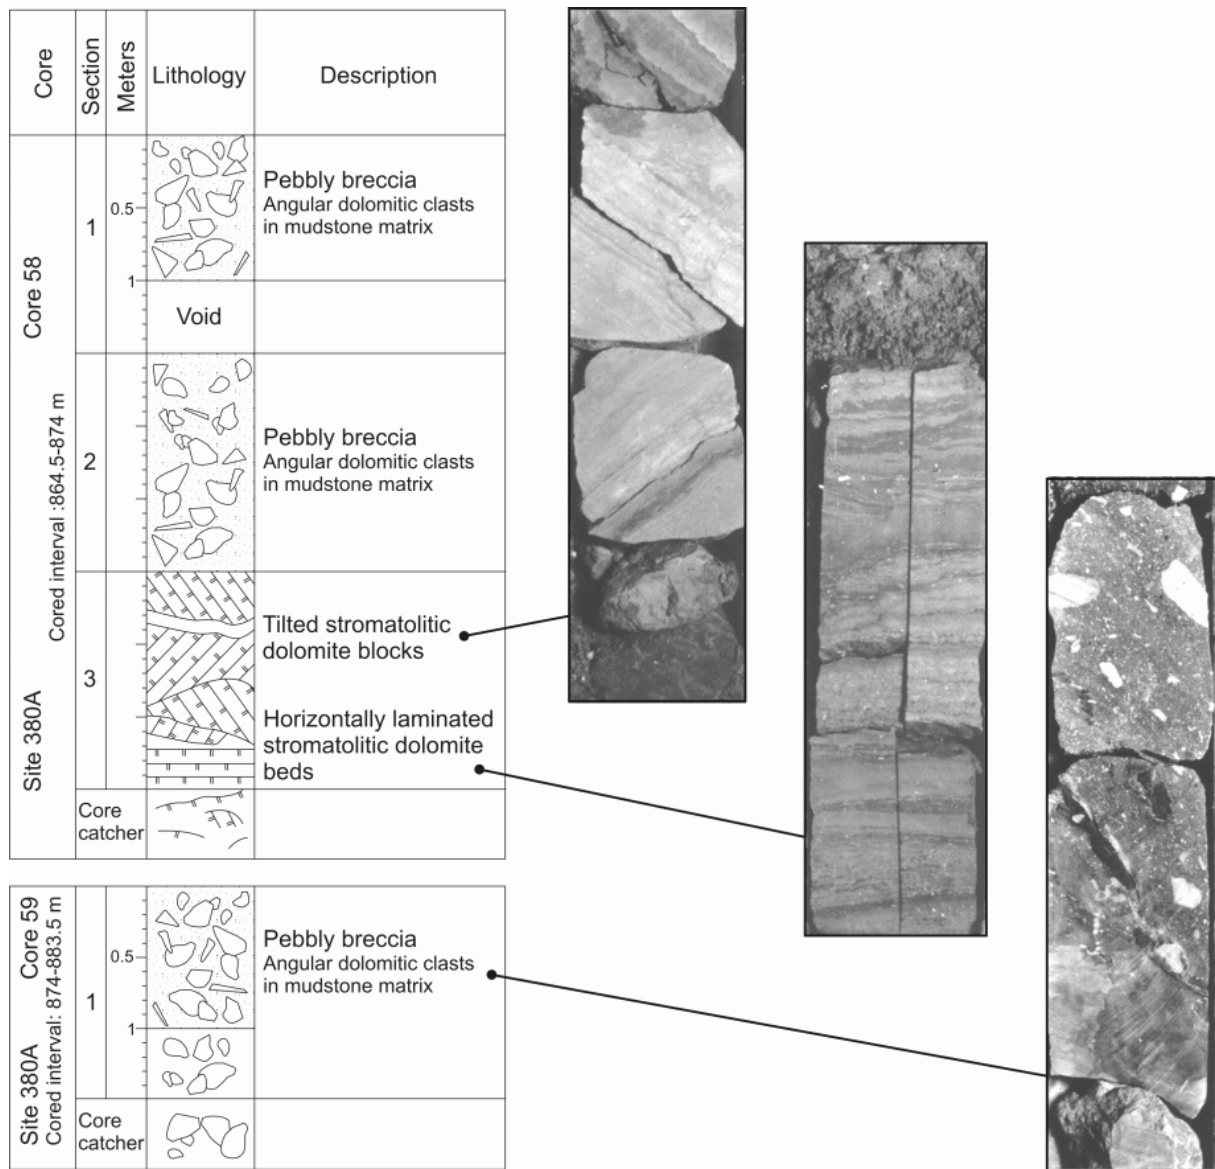 Core
Section
Meters
Lithology
Description
Site 380A
Core 58
Cored interval :864.5-874 m
1
0.5
1
Pebbly breccia
Angular dolomitic clasts
in mudstone matrix
Void
2
Pebbly breccia
Angular dolomitic clasts
in mudstone matrix
3
Tilted stromatolitic
dolomite blocks
Horizontally laminated
stromatolitic dolomite
beds
Core
catcher
Site 380A
Core 59
Cored interval: 874-883.5 m
1
0.5
1
Pebbly breccia
Angular dolomitic clasts
in mudstone matrix
Core
catcher